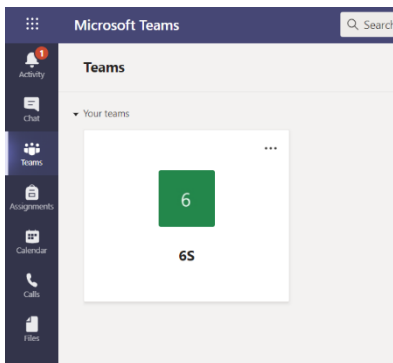 Microsoft Teams
Search
1
Activity
Chat
Teams
Assignments
Calendar
Calls
Files
Teams
Your teams
...
6
6S